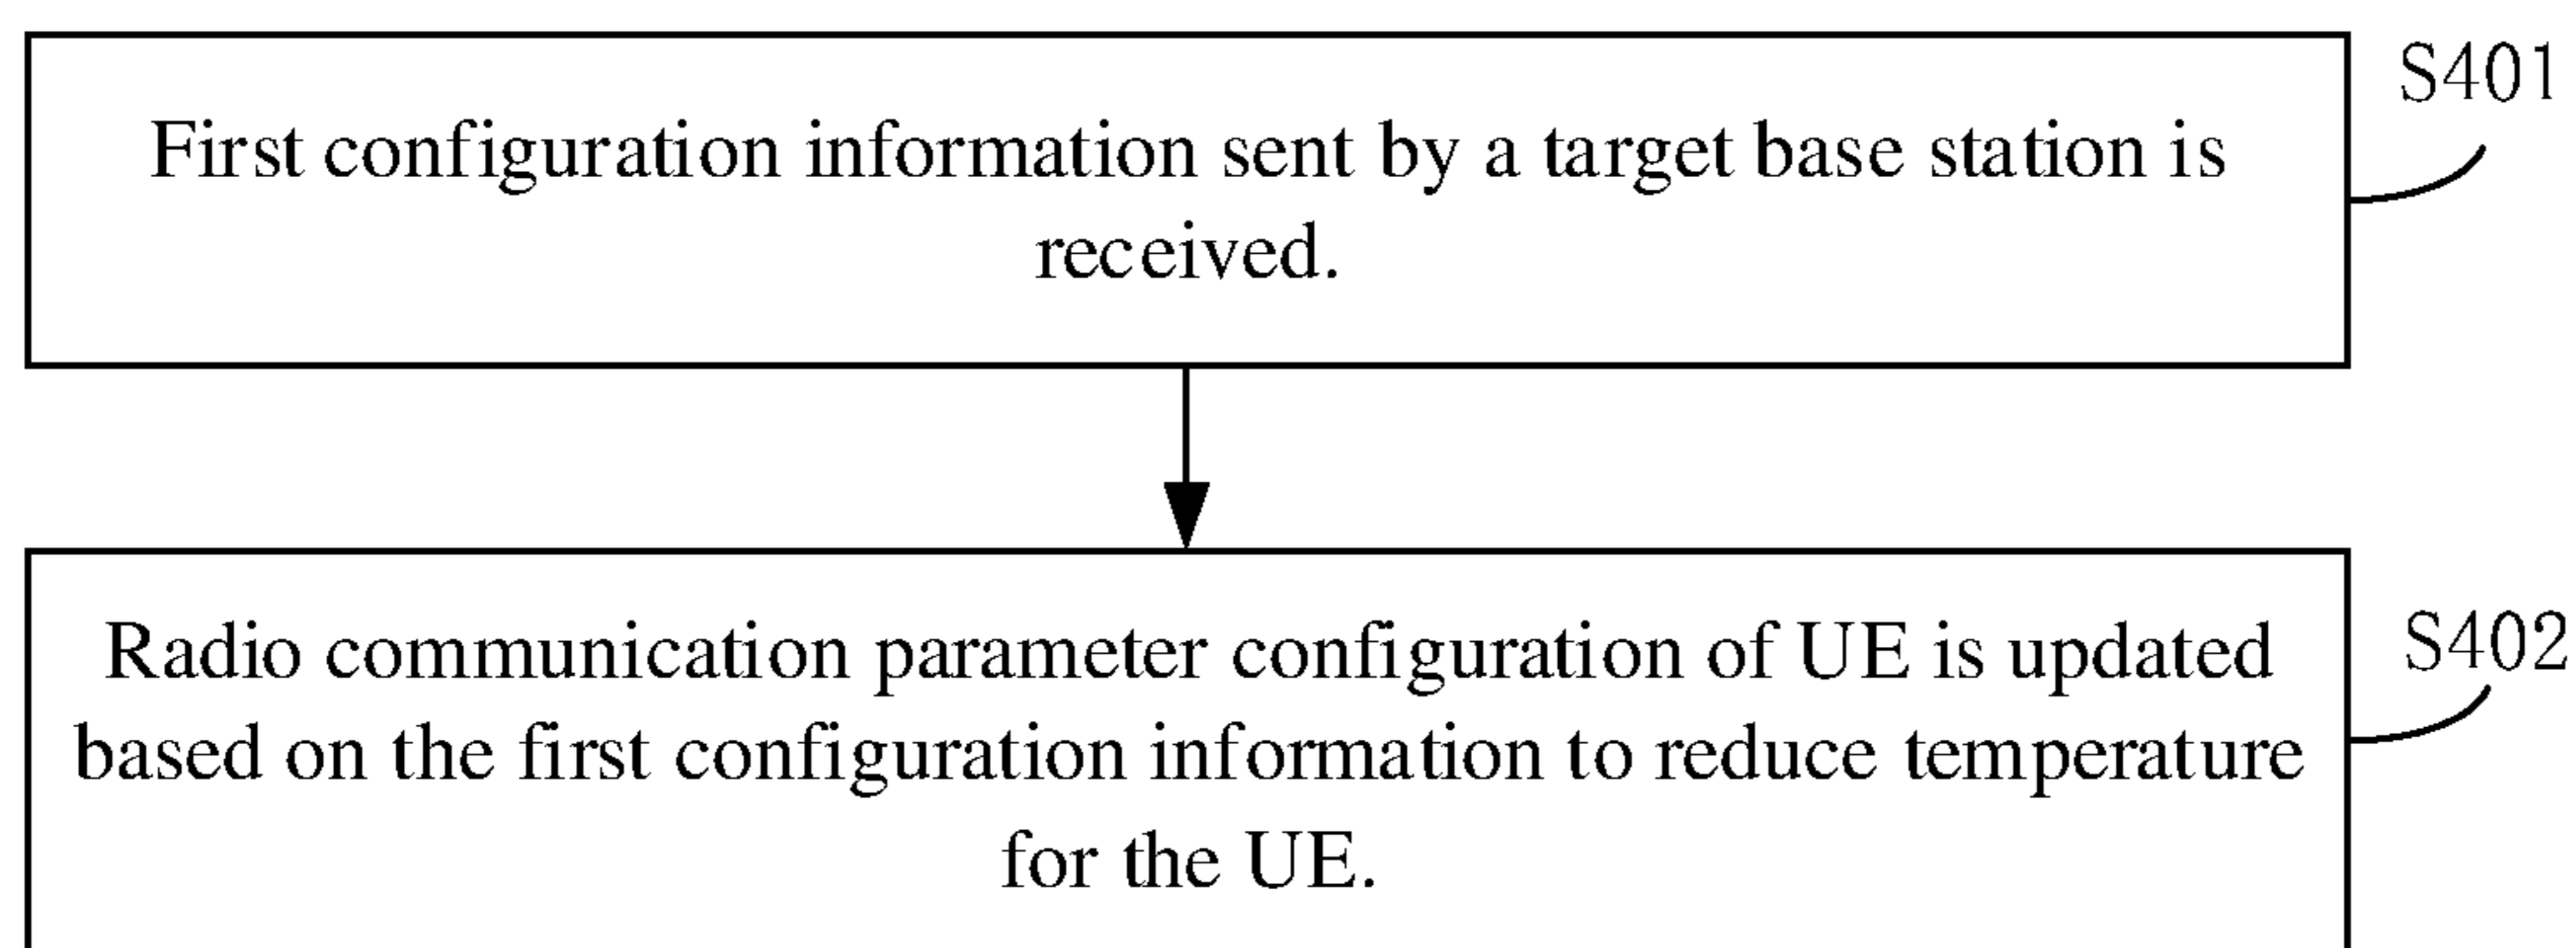 First configuration information sent by a target base station is
received.
S401
Radio communication parameter configuration of UE is updated
based on the first configuration information to reduce temperature
for the UE.
S402